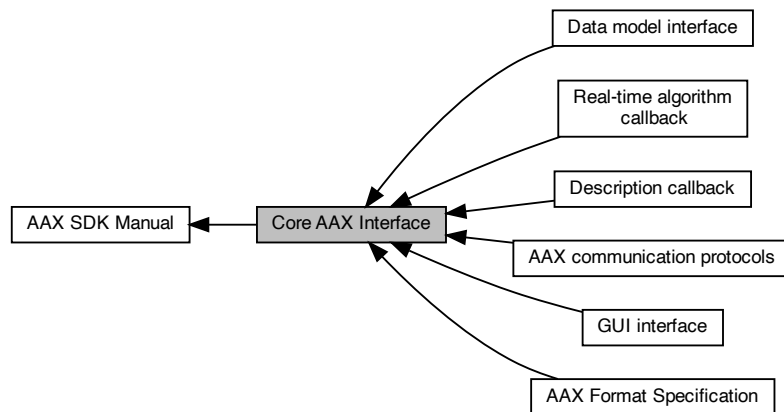 Data model interface
Real-time algorithm
callback
Description callback
AAX SDK Manual
Core AAX Interface
AAX communication protocols
GUI interface
AAX Format Specification